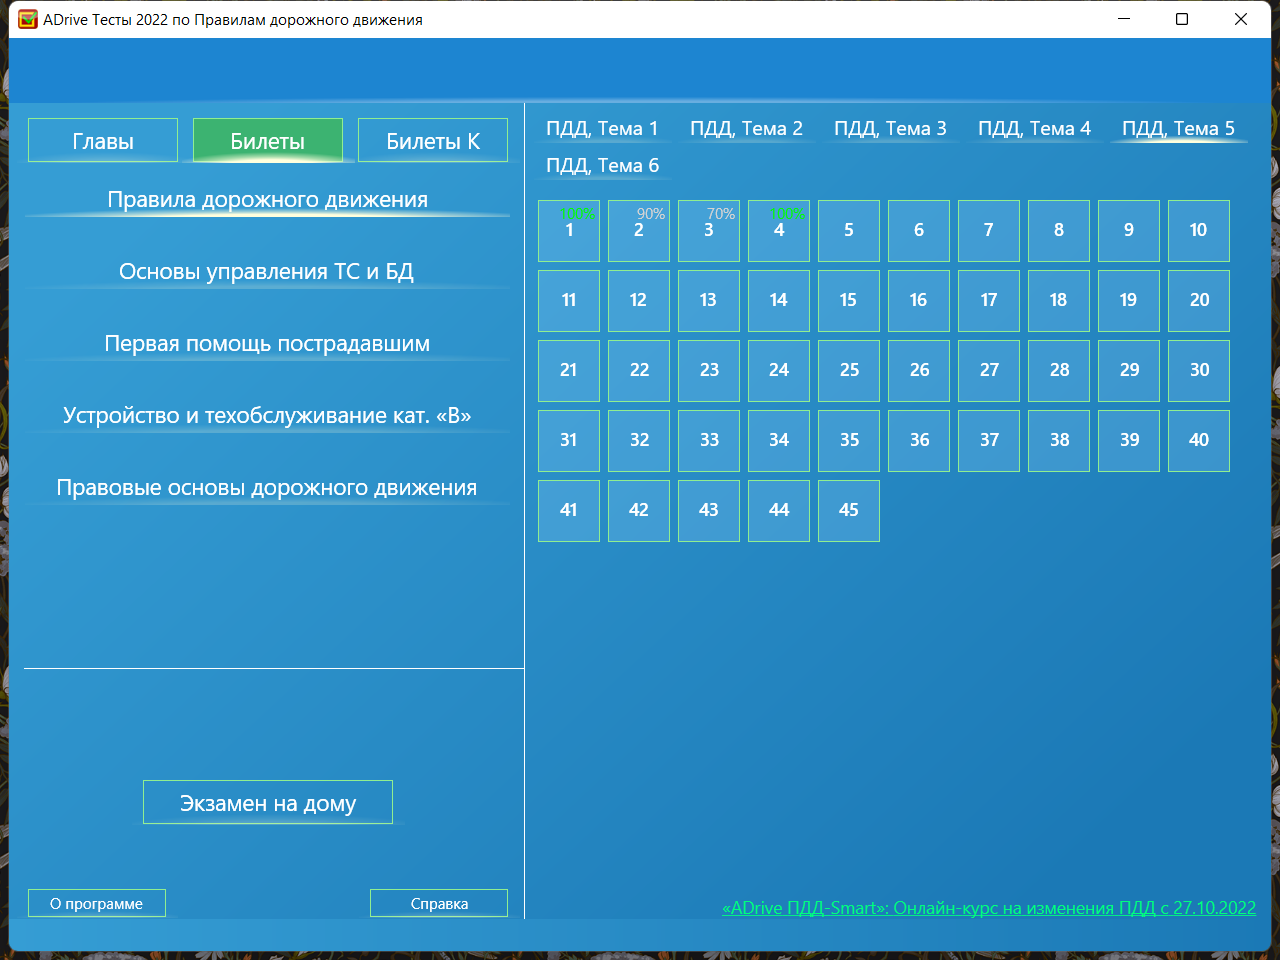 ADrive Тесты 2022 по Правилам дорожного движения
Главы
Билеты
Билеты К
Правила дорожного движения
Основы управления ТС и БД
Первая помощь пострадавшим
Устройство и техобслуживание кат. «В»
Правовые основы дорожного движения
Экзамен на дому
О программе
Справка
ПДД, Тема 1 ПДД, Тема 2 ПДД, Тема 3 ПДД, Тема 4 ПДД, Тема 5
ПДД, Тема 6
100% 90% 70% 100%
1 2 3 4 5 6 7 8 9 10
11 12 13 14 15 16 17 18 19 20
21 22 23 24 25 26 27 28 29 30
31 32 33 34 35 36 37 38 39 40
41 42 43 44 45
«ADrive ПДД-Smart»: Онлайн-курс на изменения ПДД с 27.10.2022